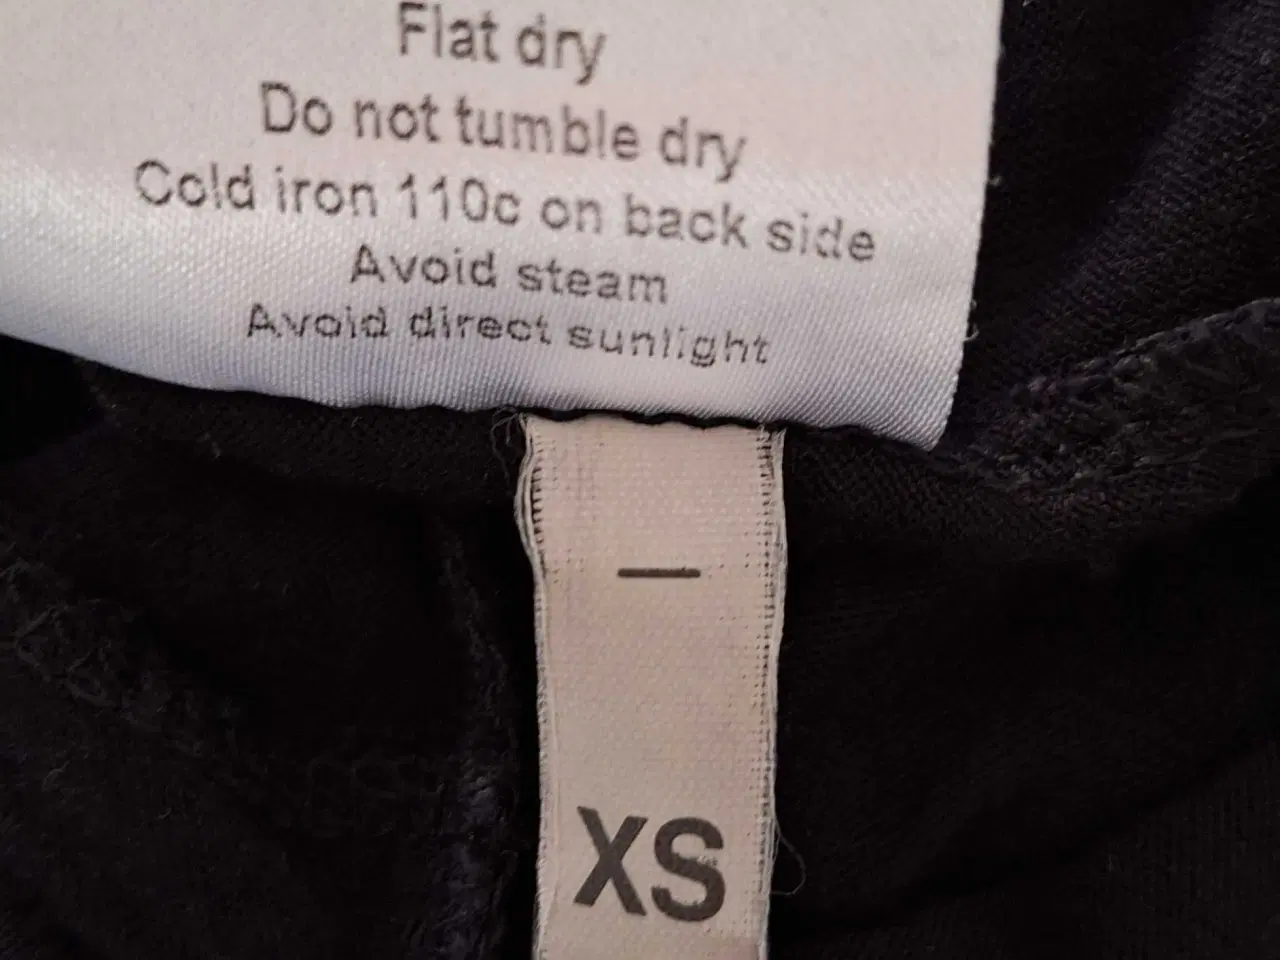 Flat dry
Do not tumble dry
Cold iron 110c on back side
Avoid steam
Avoid direct sunlight
XS